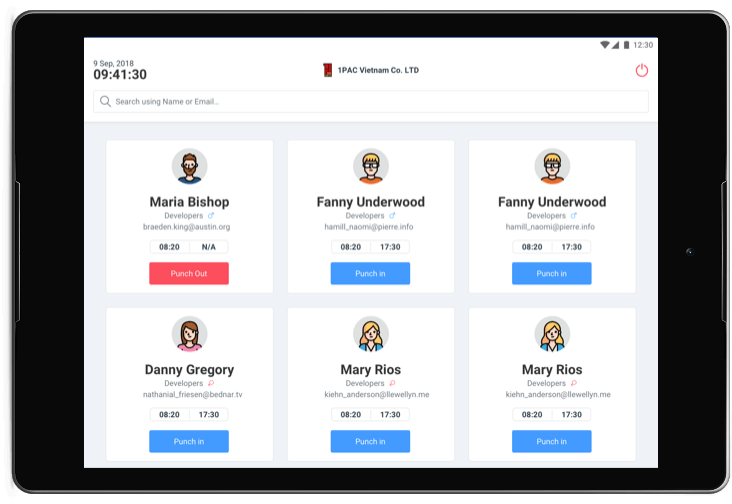 12:30
9 Sep, 2018
09:41:30
1PAC Vietnam Co. LTD
Search using Name or Email...
Maria Bishop
Developers
braeden.king@austin.org
08:20 N/A
Punch Out
Fanny Underwood
Developers
hamill_naomi@pierre.info
08:20 17:30
Punch in
Fanny Underwood
Developers
hamill_naomi@pierre.info
08:20 17:30
Punch in
Danny Gregory
Developers
nathanial_friesen@bednar.tv
08:20 17:30
Punch in
Mary Rios
Developers
kiehn_anderson@llewellyn.me
08:20 17:30
Punch in
Mary Rios
Developers
kiehn_anderson@llewellyn.me
08:20 17:30
Punch in